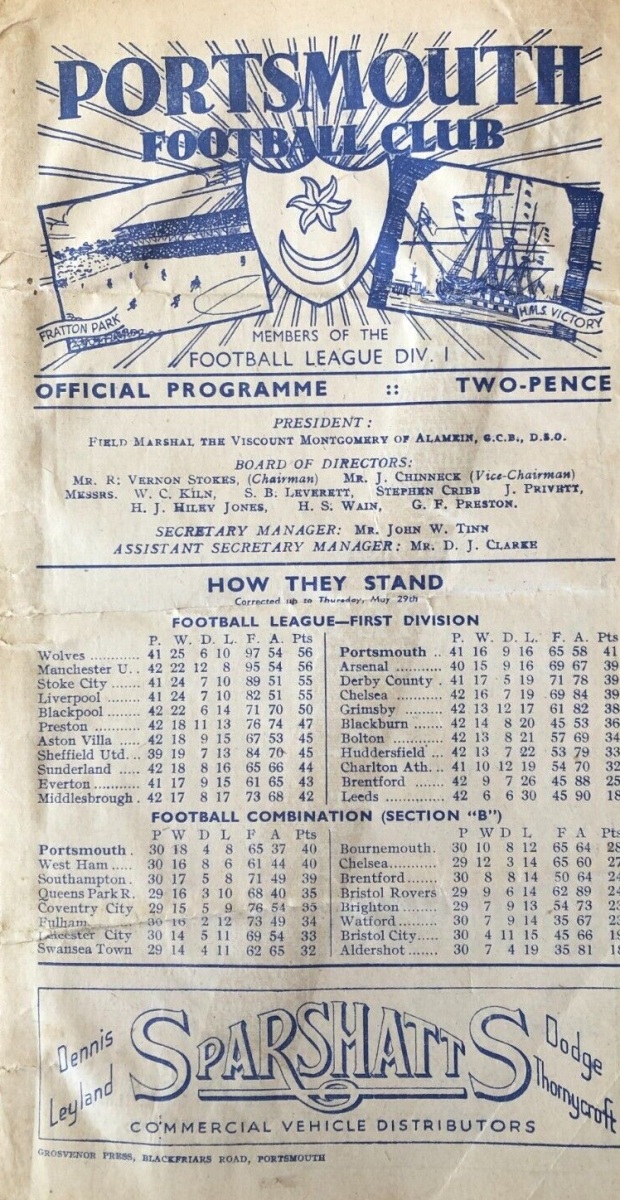 PORTSMOUTH
FOOTBALL CLUB
FRATTON PARK
H.M.S. VICTORY
MEMBERS OF THE
FOOTBALL LEAGUE DIV. 1
OFFICIAL PROGRAMME :: TWO-PENCE
PRESIDENT:
FIELD MARSHAL THE VISCOUNT MONTGOMERY OF ALAMEIN, G.C.B., D.S.O.
BOARD OF DIRECTORS:
MR. R. VERNON STOKES, (Chairman) MR. J. CHINNECK (Vice-Chairman)
MESSRS. W. C. KILN, S. B. LEVERETT, STEPHEN CRIBB J. PRIVETT,
H. J. HILEY JONES, H. S. WAIN, G. F. PRESTON.
SECRETARY MANAGER: MR. JOHN W. TINN
ASSISTANT SECRETARY MANAGER: MR. D. J. CLARKE
HOW THEY STAND
Corrected up to Thursday, May 29th
FOOTBALL LEAGUE—FIRST DIVISION
P. W. D. L. F. A. Pts
Wolves ........ 41 25 6 10 97 54 56
Manchester U. . 42 22 12 8 95 54 56
Stoke City ....... 41 24 7 10 89 51 55
Liverpool ........ 41 24 7 10 82 51 55
Blackpool ....... 42 22 6 14 71 70 50
Preston .......... 42 18 11 13 76 74 47
Aston Villa ..... 42 18 9 15 67 53 45
Sheffield Utd. .. 39 19 7 13 84 70 45
Sunderland .... 42 18 8 16 65 66 44
Everton .......... 41 17 9 15 61 65 43
Middlesbrough . 42 17 8 17 73 68 42
P. W. D. L. F. A. Pts
Portsmouth .. 41 16 9 16 65 58 41
Arsenal .......... 40 15 9 16 69 67 39
Derby County . 41 17 5 19 71 78 39
Chelsea .......... 42 16 7 19 69 84 39
Grimsby ......... 42 13 12 17 61 82 38
Blackburn ....... 42 14 8 20 45 53 36
Bolton ............ 42 13 8 21 57 69 34
Huddersfield ... 42 13 7 22 53 79 33
Charlton Ath. .. 41 10 12 19 54 70 32
Brentford ....... 42 9 7 26 45 88 25
Leeds .............. 42 6 6 30 45 90 18
FOOTBALL COMBINATION (SECTION "B")
P W D L F A Pts
Portsmouth . 30 18 4 8 65 37 40
West Ham ..... 30 16 8 6 61 44 40
Southampton. 30 17 5 8 71 49 39
Queens Park R. 29 16 3 10 68 40 35
Coventry City 29 15 5 9 76 54 35
Fulham. 30 16 2 12 73 49 34
Leicester City 30 14 5 11 69 54 33
Swansea Town 29 14 4 11 62 65 32
P W D L F A Pts
Bournemouth. 30 10 8 12 65 64 28
Chelsea......... 29 12 3 14 65 60 27
Brentford...... 30 8 8 14 50 64 24
Bristol Rovers 29 9 6 14 62 89 24
Brighton........ 29 7 9 13 54 73 23
Watford......... 30 7 9 14 35 67 23
Bristol City..... 30 4 11 15 45 66 19
Aldershot ....... 30 7 4 19 35 81 18
Dennis
Leyland
SPARSHATTS
Dodge
Thornycroft
COMMERCIAL VEHICLE DISTRIBUTORS
GROSVENOR PRESS, BLACKFRIARS ROAD, PORTSMOUTH